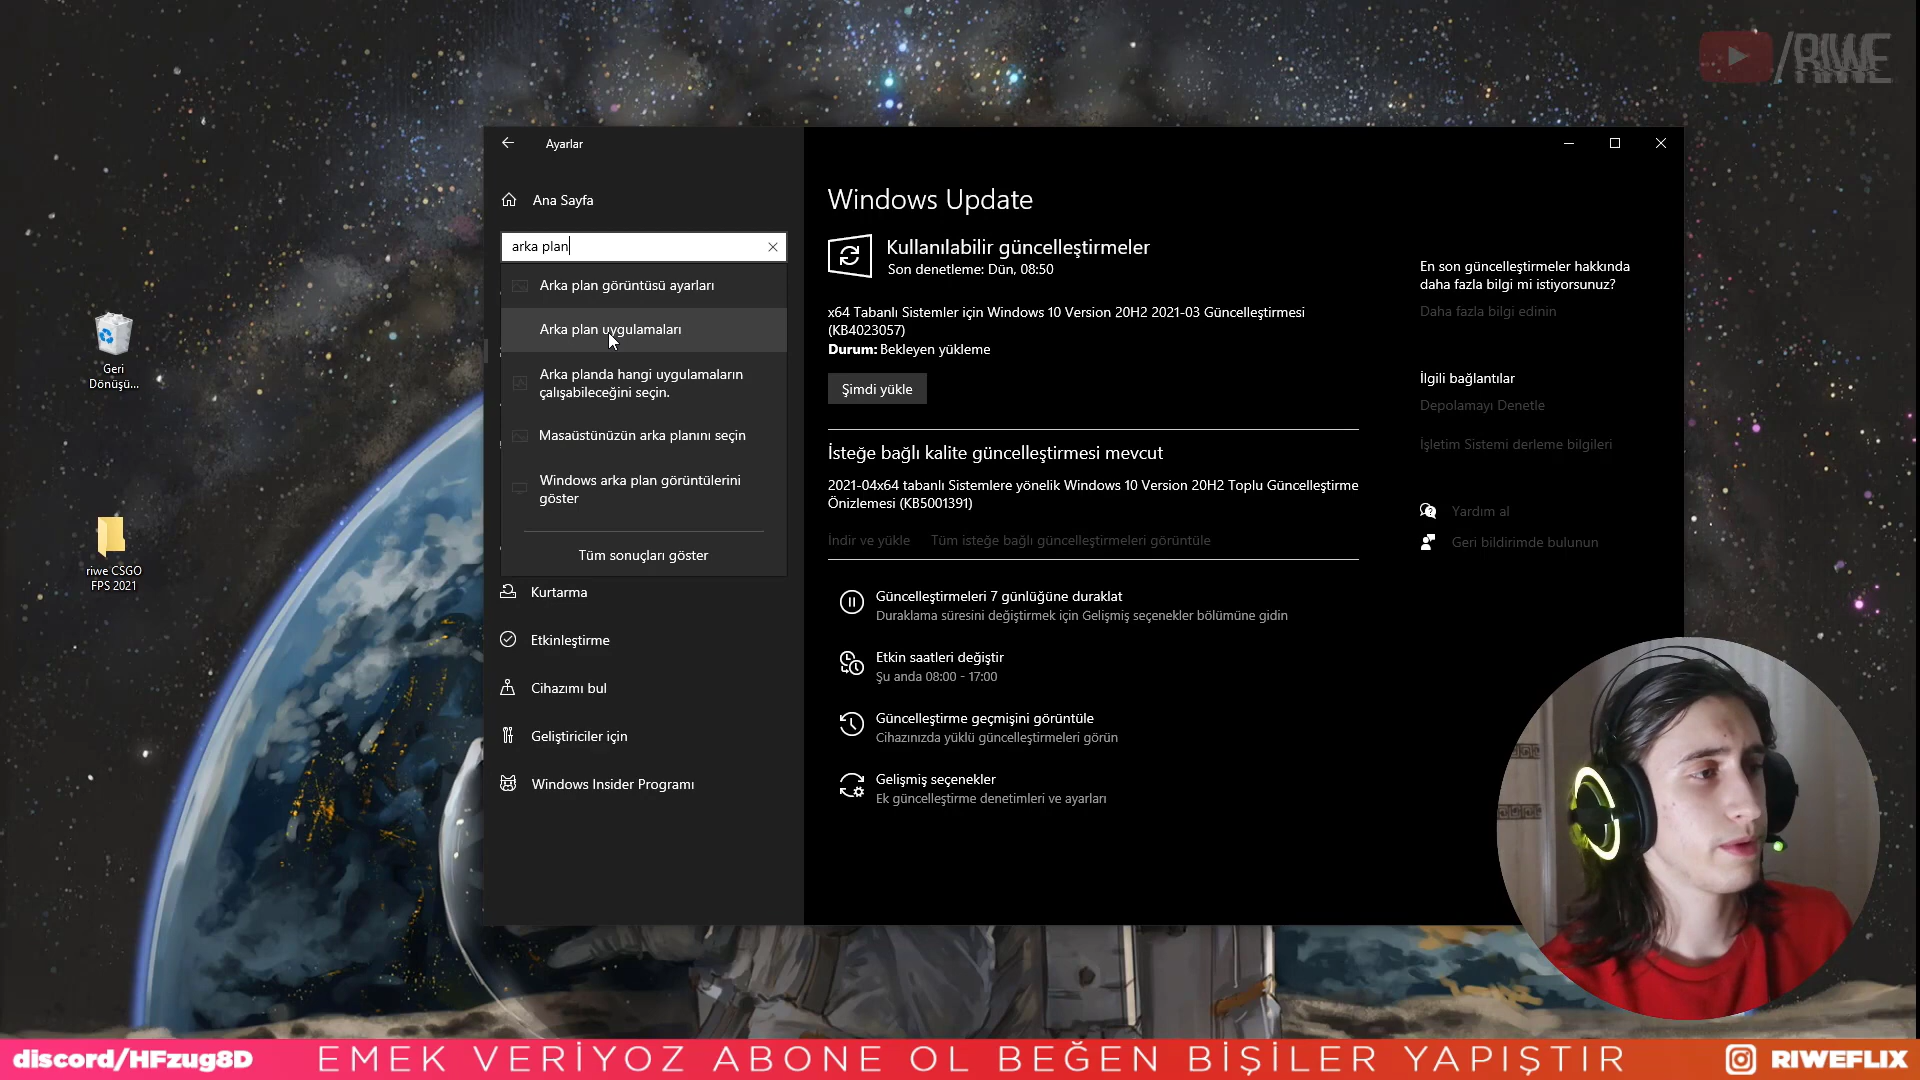 /RIWE
Ayarlar
Ana Sayfa
arka plan
Arka plan görüntüsü ayarları
Arka plan uygulamaları
Arka planda hangi uygulamaların
çalışabileceğini seçin.
Masaüstünüzün arka planını seçin
Windows arka plan görüntülerini
göster
Tüm sonuçları göster
Kurtarma
Etkinleştirme
Cihazımı bul
Geliştiriciler için
Windows Insider Programı
Windows Update
Kullanılabilir güncelleştirmeler
Son denetleme: Dün, 08:50
x64 Tabanlı Sistemler için Windows 10 Version 20H2 2021-03 Güncelleştirmesi
(KB4023057)
Durum: Bekleyen yükleme
Şimdi yükle
İsteğe bağlı kalite güncelleştirmesi mevcut
2021-04x64 tabanlı Sistemlere yönelik Windows 10 Version 20H2 Toplu Güncelleştirme
Önizlemesi (KB5001391)
İndir ve yükle Tüm isteğe bağlı güncelleştirmeleri görüntüle
Güncelleştirmeleri 7 günlüğüne duraklat
Duraklama süresini değiştirmek için Gelişmiş seçenekler bölümüne gidin
Etkin saatleri değiştir
Şu anda 08:00 - 17:00
Güncelleştirme geçmişini görüntüle
Cihazınızda yüklü güncelleştirmeleri görün
Gelişmiş seçenekler
Ek güncelleştirme denetimleri ve ayarları
En son güncelleştirmeler hakkında
daha fazla bilgi mi istiyorsunuz?
Daha fazla bilgi edinin
İlgili bağlantılar
Depolamayı Denetle
İşletim Sistemi derleme bilgileri
Yardım al
Geri bildirimde bulunun
Geri
Dönüşü...
riwe CSGO
FPS 2021
discord/HFzug8D
EMEK VERİYOZ ABONE OL BEĞEN BİŞİLER YAPIŞTIR
RIWEFLIX